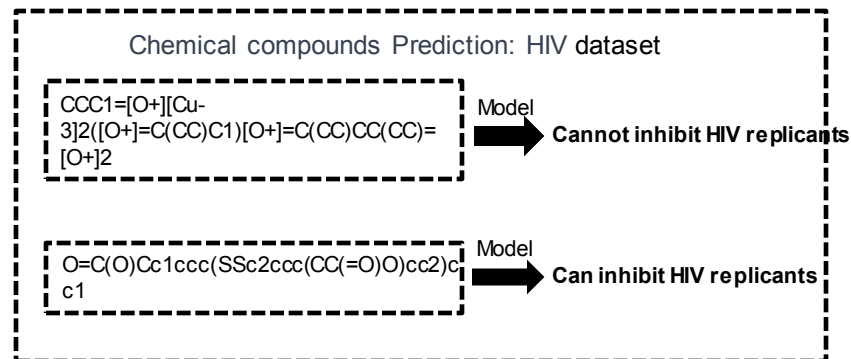 Chemical compounds Prediction: HIV dataset
CCC1=[O+][Cu-
3]2([O+]=C(CC)C1)[O+]=C(CC)CC(CC)=
[O+]2
Model
Cannot inhibit HIV replicants
O=C(O)Cc1ccc(SSc2ccc(CC(=O)O)cc2)c
c1
Model
Can inhibit HIV replicants